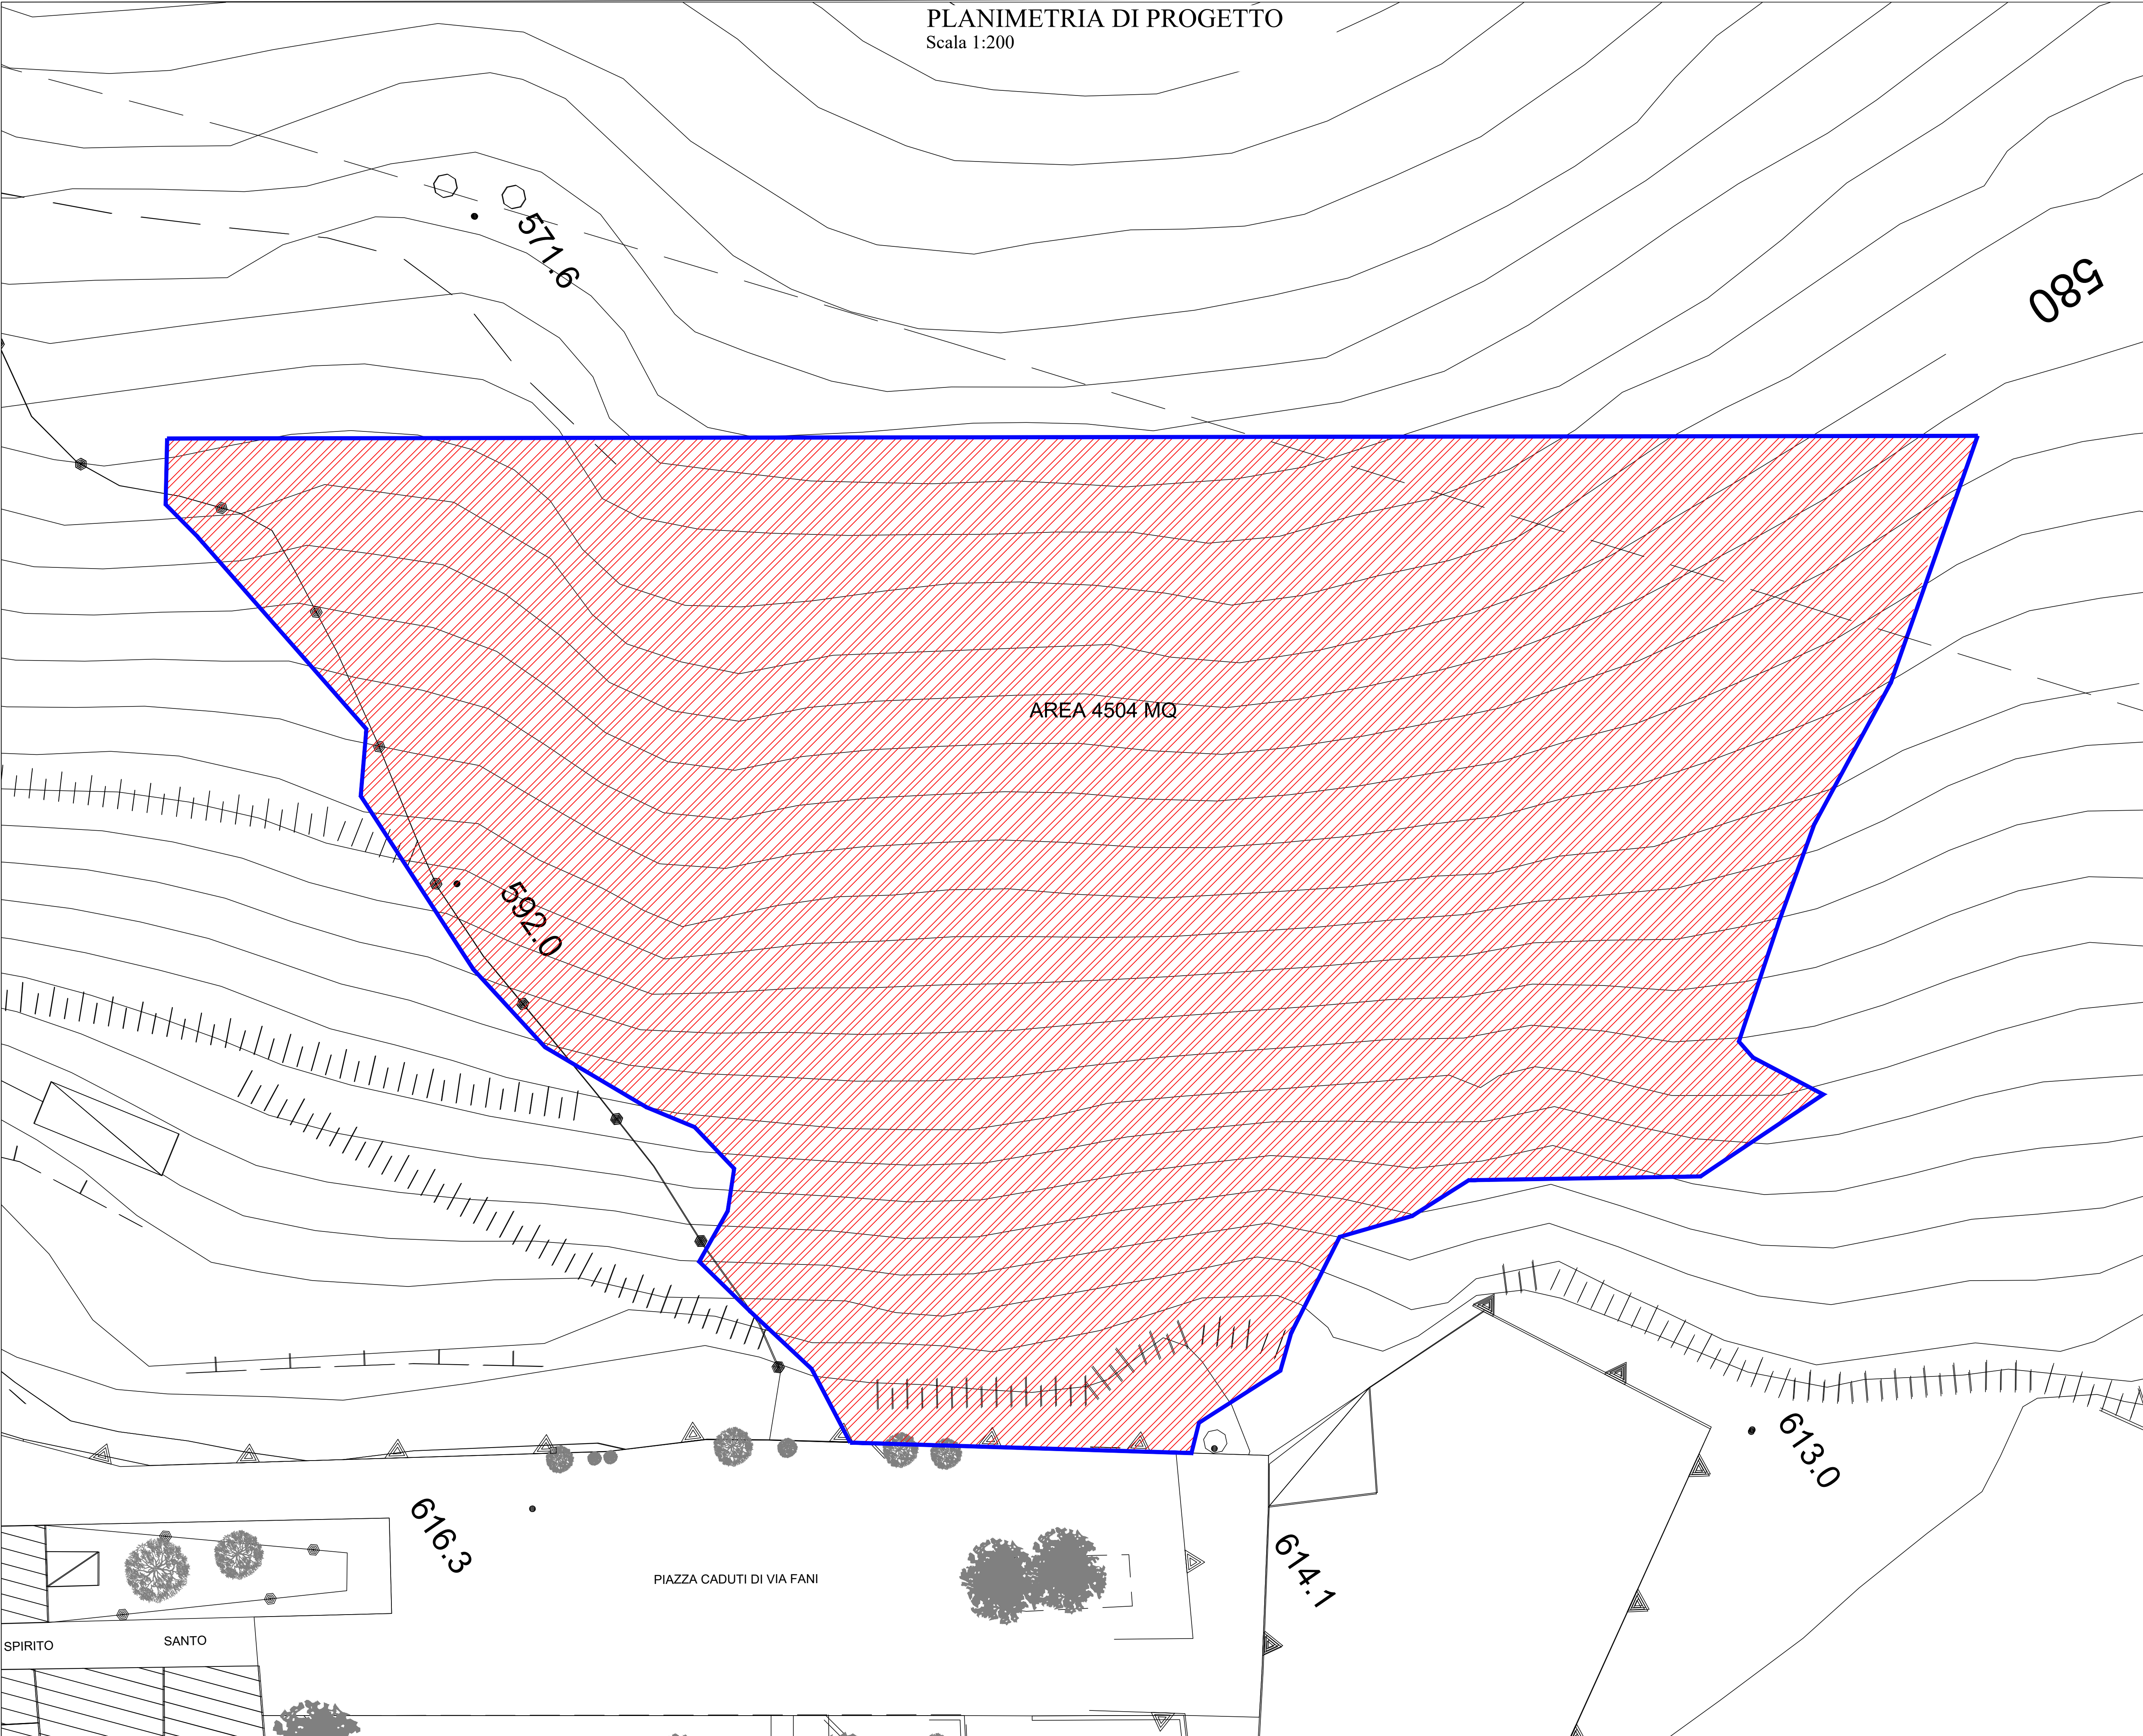 PLANIMETRIA DI PROGETTO
Scala 1:200
571.6
580
AREA 4504 MQ
592.0
613.0
616.3
614.1
PIAZZA CADUTI DI VIA FANI
SPIRITO SANTO